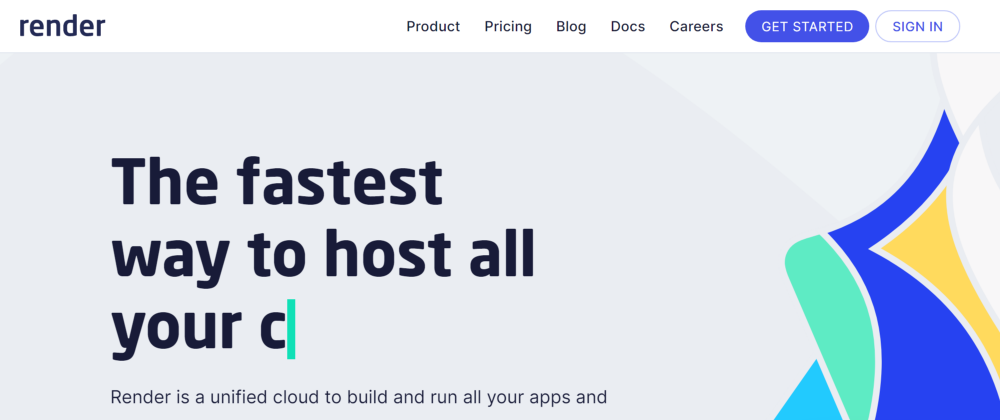 render
Product Pricing Blog Docs Careers GET STARTED SIGN IN
The fastest
way to host all
your c
Render is a unified cloud to build and run all your apps and